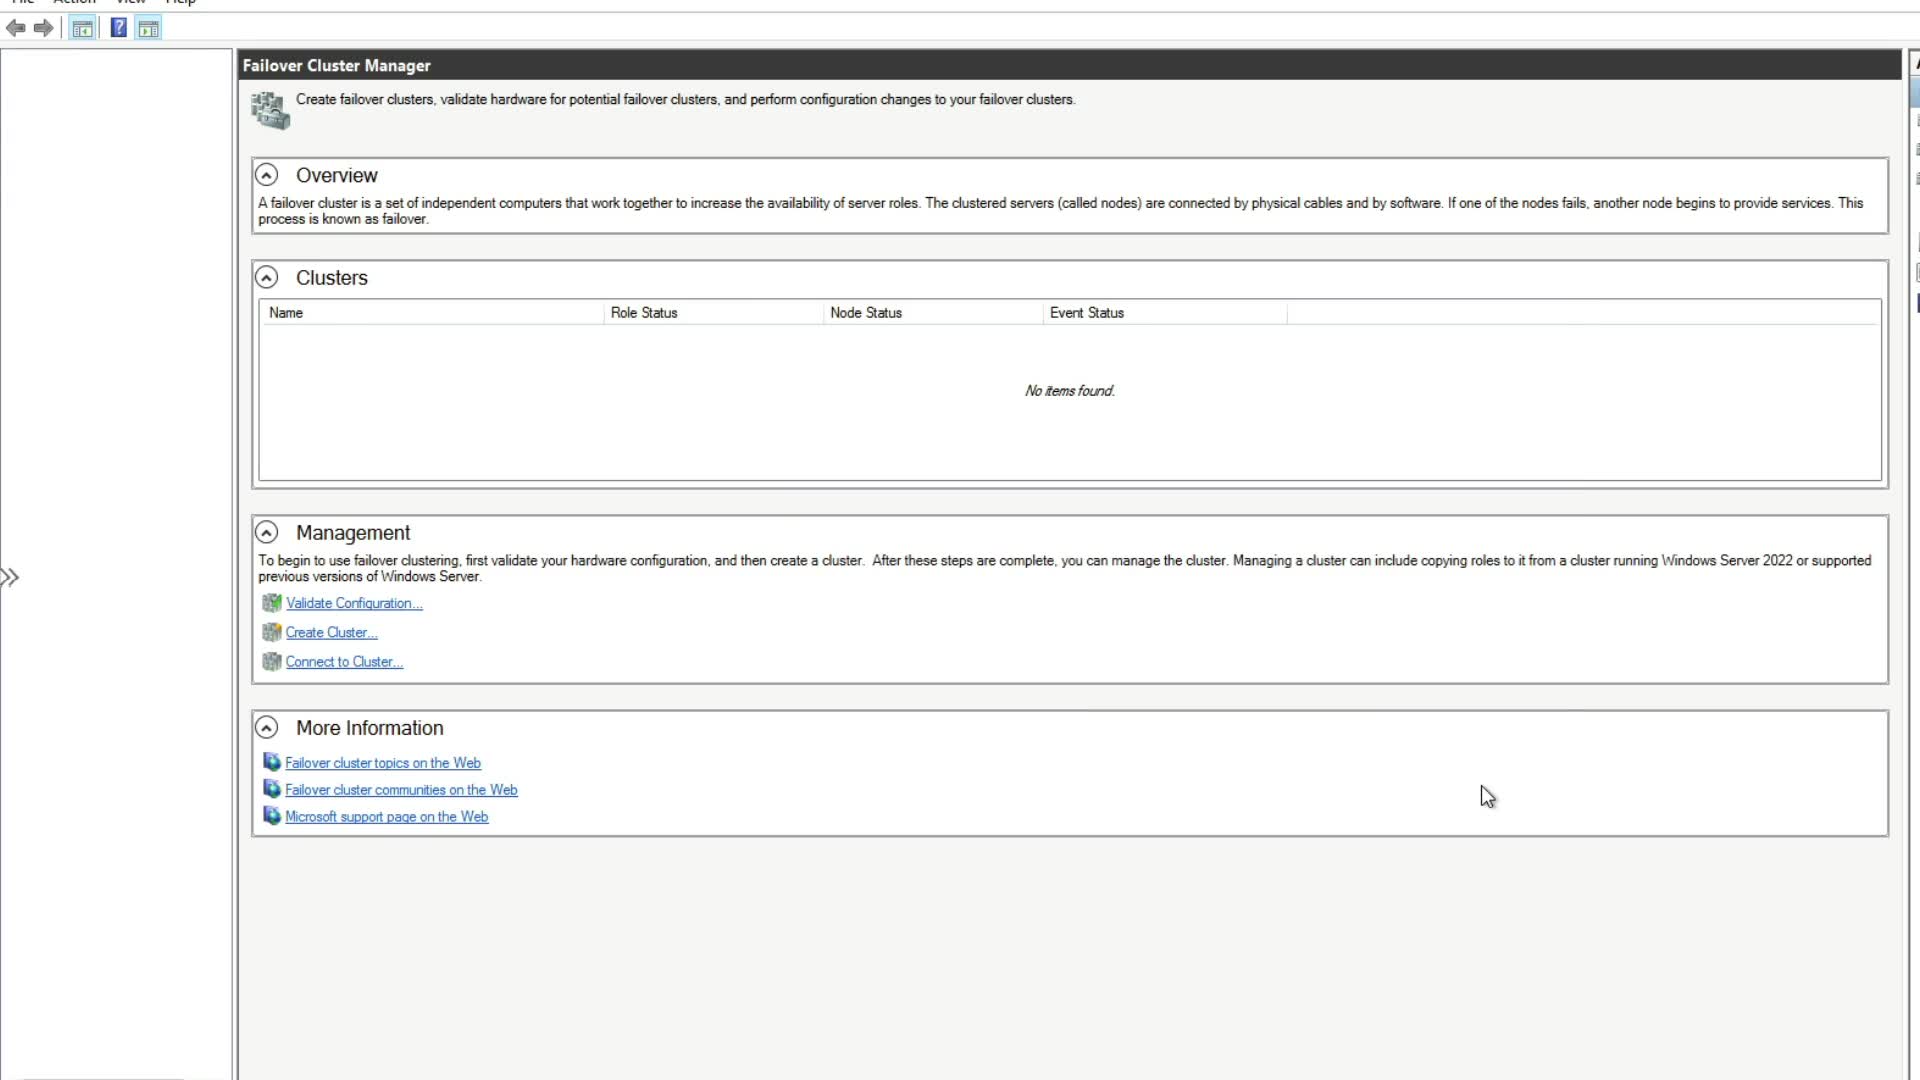 Action View Help
Failover Cluster Manager
Create failover clusters, validate hardware for potential failover clusters, and perform configuration changes to your failover clusters.
Overview
A failover cluster is a set of independent computers that work together to increase the availability of server roles. The clustered servers (called nodes) are connected by physical cables and by software. If one of the nodes fails, another node begins to provide services. This
process is known as failover.
Clusters
Name Role Status Node Status Event Status
No items found.
Management
To begin to use failover clustering, first validate your hardware configuration, and then create a cluster. After these steps are complete, you can manage the cluster. Managing a cluster can include copying roles to it from a cluster running Windows Server 2022 or supported
previous versions of Windows Server.
Validate Configuration...
Create Cluster...
Connect to Cluster...
More Information
Failover cluster topics on the Web
Failover cluster communities on the Web
Microsoft support page on the Web